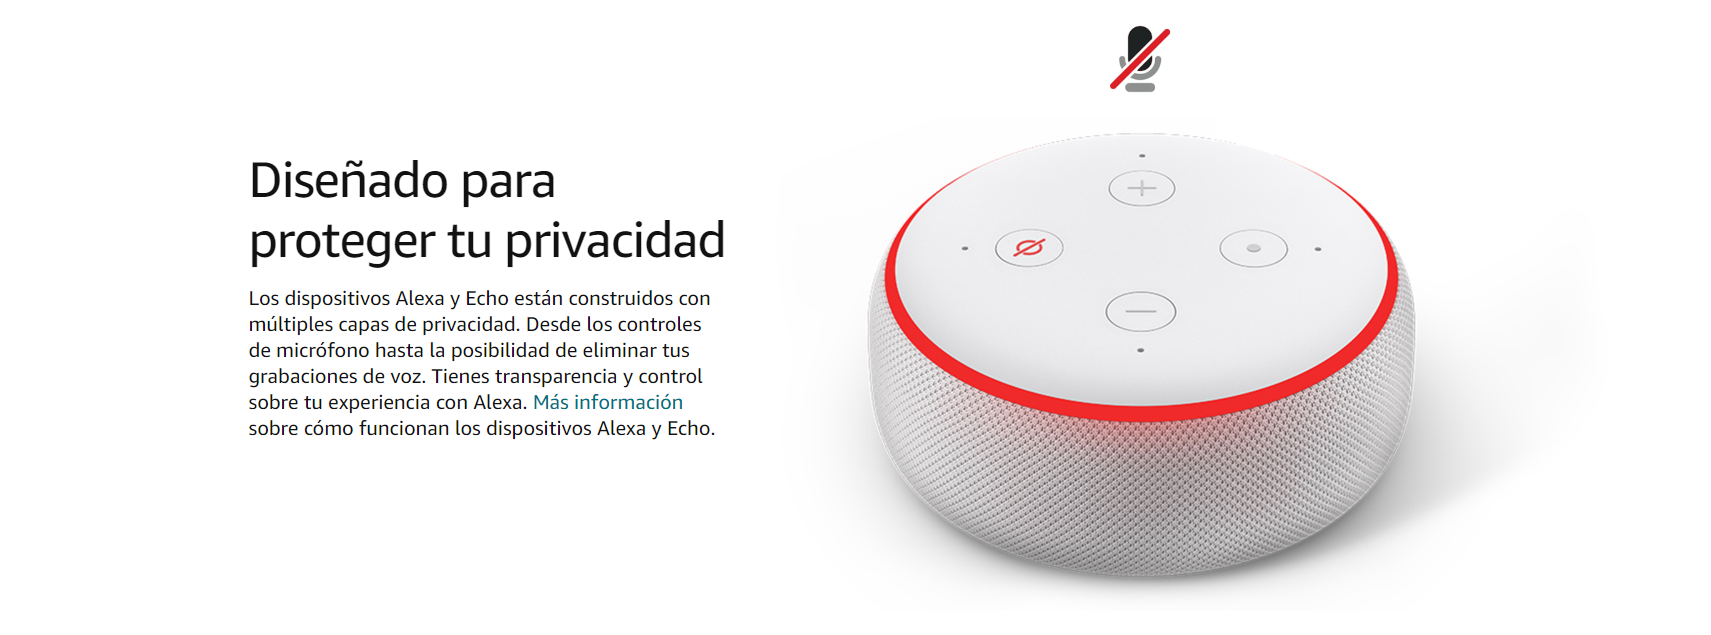 Diseñado para
proteger tu privacidad
Los dispositivos Alexa y Echo están construidos con
múltiples capas de privacidad. Desde los controles
de micrófono hasta la posibilidad de eliminar tus
grabaciones de voz. Tienes transparencia y control
sobre tu experiencia con Alexa. Más información
sobre cómo funcionan los dispositivos Alexa y Echo.